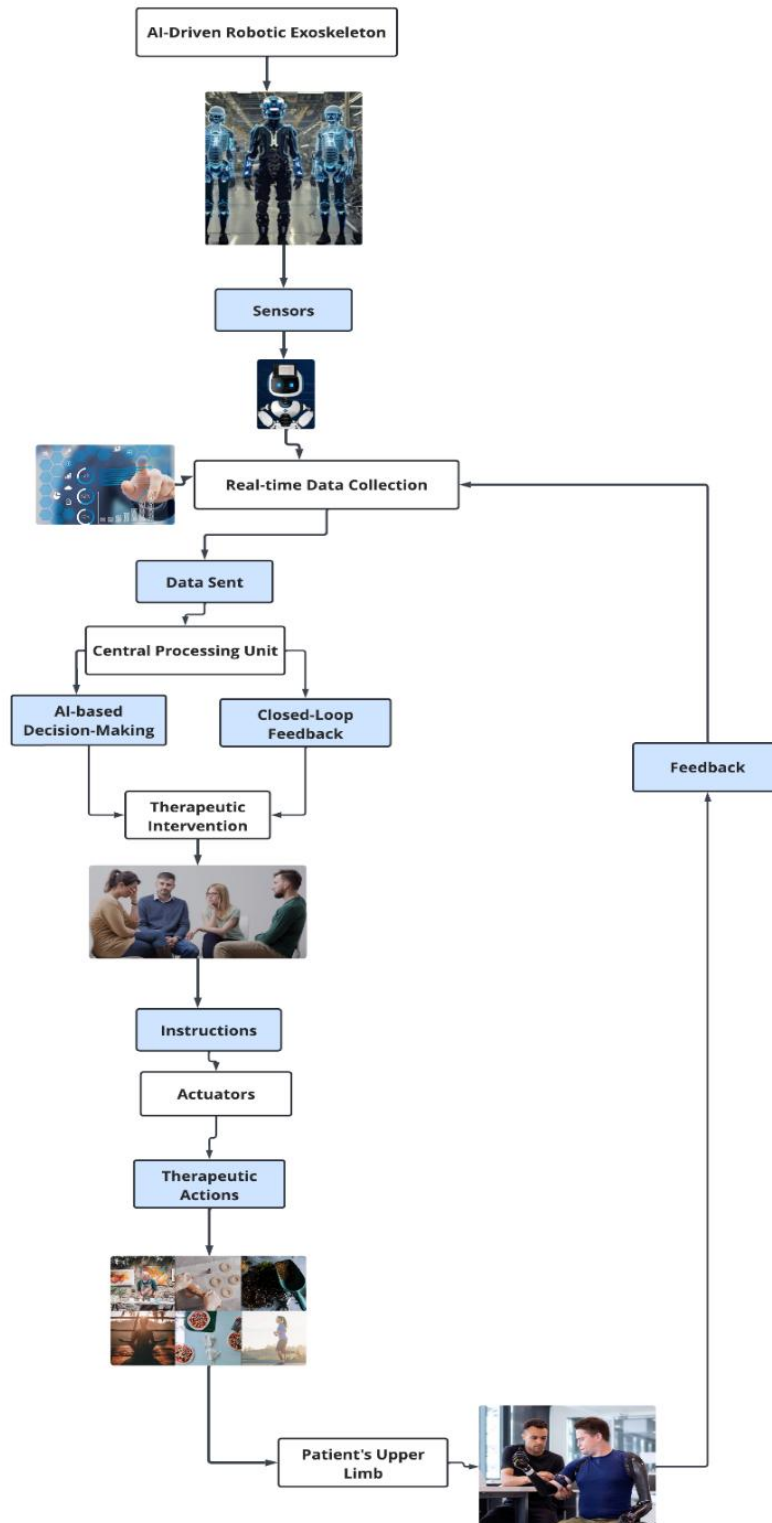 AI-Driven Robotic Exoskeleton
Sensors
Real-time Data Collection
Data Sent
Central Processing Unit
AI-based
Decision-Making
Closed-Loop
Feedback
Feedback
Therapeutic
Intervention
Instructions
Actuators
Therapeutic
Actions
Patient's Upper
Limb